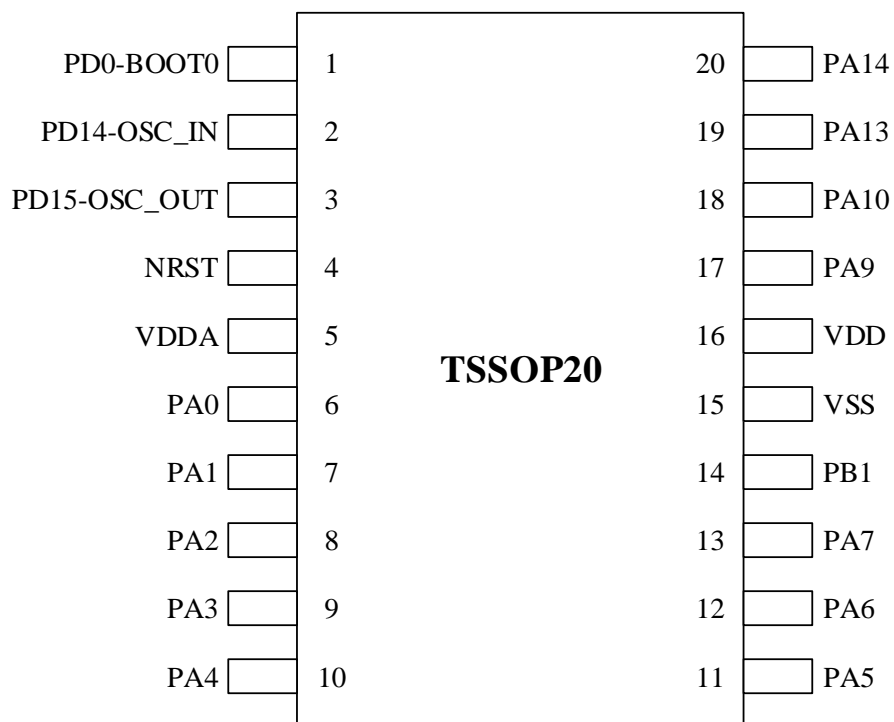 PD0-BOOT0 1 20 PA14
PD14-OSC_IN 2 19 PA13
PD15-OSC_OUT 3 18 PA10
NRST 4 17 PA9
VDDA 5 16 VDD
TSSOP20
PA0 6 15 VSS
PA1 7 14 PB1
PA2 8 13 PA7
PA3 9 12 PA6
PA4 10 11 PA5